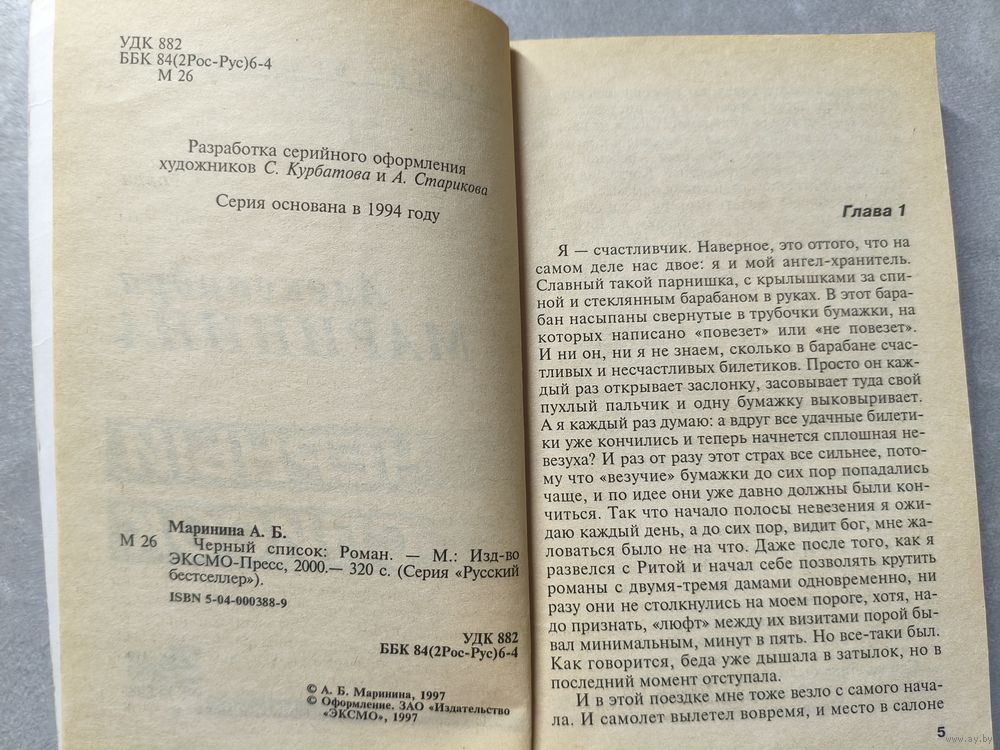 УДК 882
ББК 84(2Рос-Рус)6-4
М 26
Разработка серийного оформления
художников С. Курбатова и А. Старикова
Серия основана в 1994 году
Маринина А. Б.
М 26 Черный список: Роман. — М.: Изд-во
ЭКСМО-Пресс, 2000.— 320 с. (Серия «Русский
бестселлер»).
ISBN 5-04-000388-9
УДК 882
ББК 84(2Рос-Рус)6-4
© А. Б. Маринина, 1997
© Оформление. ЗАО «Издательство
«ЭКСМО», 1997
Глава 1
Я — счастливчик. Наверное, это оттого, что на
самом деле нас двое: я и мой ангел-хранитель.
Славный такой парнишка, с крылышками за спи-
ной и стеклянным барабаном в руках. В этот бара-
бан насыпаны свернутые в трубочки бумажки, на
которых написано «повезет» или «не повезет».
И ни он, ни я не знаем, сколько в барабане счас-
тливых и несчастливых билетиков. Просто он каж-
дый раз открывает заслонку, засовывает туда свой
пухлый пальчик и одну бумажку выковыривает.
А я каждый раз думаю: а вдруг все удачные билети-
ки уже кончились и теперь начнется сплошная не-
везуха? И раз от разу этот страх все сильнее, пото-
му что «везучие» бумажки до сих пор попадались
чаще, и по идее они уже давно должны были кон-
читься. Так что начало полосы невезения я ожи-
даю каждый день, а до сих пор, видит бог, мне жа-
ловаться было не на что. Даже после того, как я
развелся с Ритой и начал себе позволять крутить
романы с двумя-тремя дамами одновременно, ни
разу они не столкнулись на моем пороге, хотя, на-
до признать, «люфт» между их визитами порой бы-
вал минимальным, минут в пять. Но все-таки был.
Как говорится, беда уже дышала в затылок, но в
последний момент отступала.
И в этой поездке мне тоже везло с самого нача-
ла. И самолет вылетел вовремя, и место в салоне
5
www.ay.by